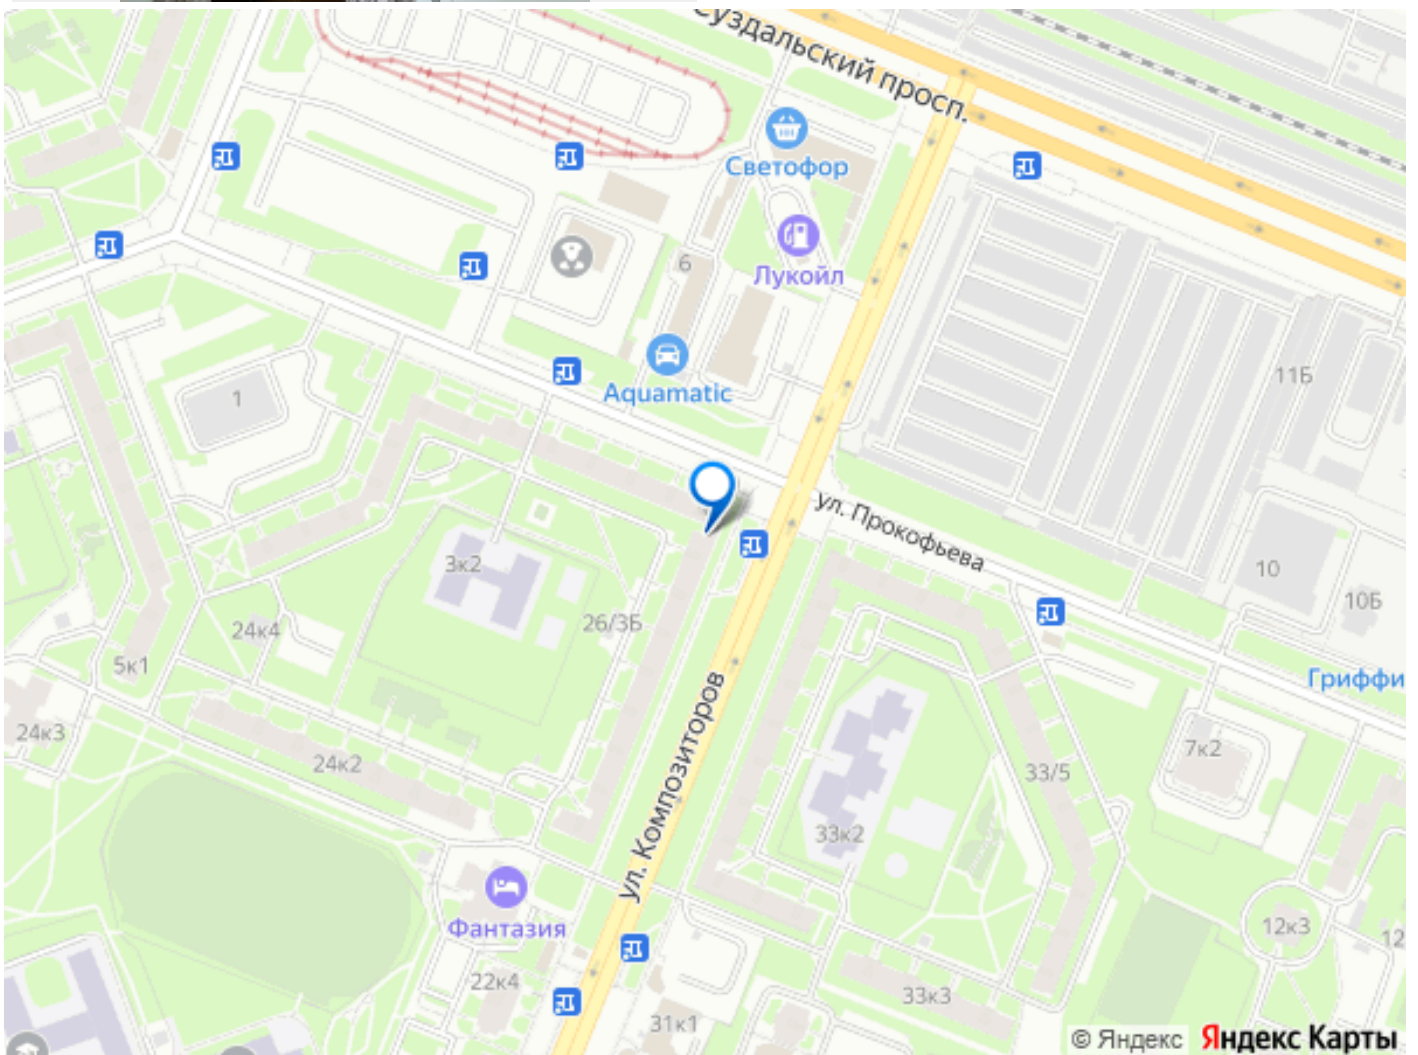 Суздальский просп.
Светофор
Лукойл
6
Aquamatic
11Б
1
ул. Прокофьева
3к2
10
10Б
26/3Б
24к4
5к1
Гриффи
24к3
24к2
ул. Композиторов
7к2
33/5
33к2
Фантазия
12к3
12
22к4
33к3
31к1
© Яндекс Яндекс Карты